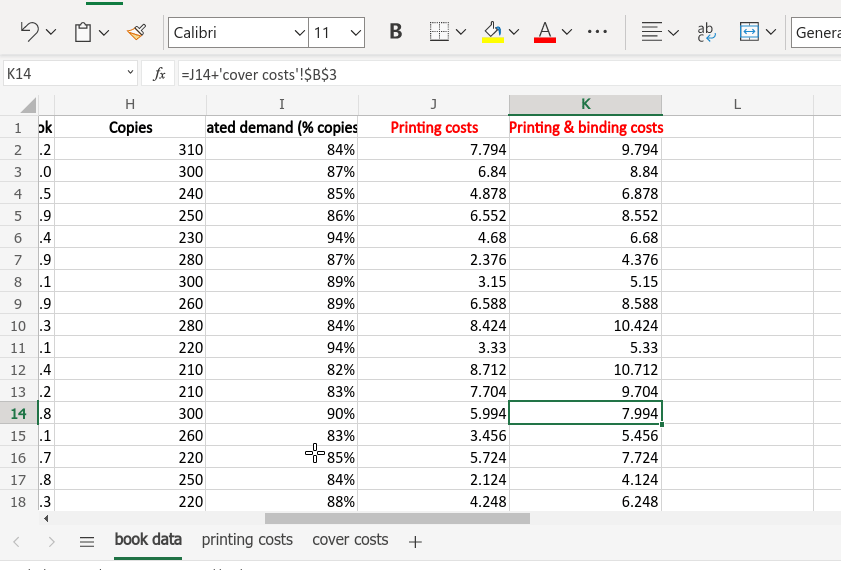 Calibri 11 B A ab Genera
K14 fx =J14+'cover costs'!$B$3
H I J K L
1 ok Copies ated demand (% copies Printing costs Printing & binding costs
2 .2 310 84% 7.794 9.794
3 .0 300 87% 6.84 8.84
4 .5 240 85% 4.878 6.878
5 .9 250 86% 6.552 8.552
6 .4 230 94% 4.68 6.68
7 .9 280 87% 2.376 4.376
8 .1 300 89% 3.15 5.15
9 .9 260 89% 6.588 8.588
10 .3 280 84% 8.424 10.424
11 .1 220 94% 3.33 5.33
12 .4 210 82% 8.712 10.712
13 .2 210 83% 7.704 9.704
14 .8 300 90% 5.994 7.994
15 .1 260 83% 3.456 5.456
16 .7 220 85% 5.724 7.724
17 .8 250 84% 2.124 4.124
18 .3 220 88% 4.248 6.248
book data printing costs cover costs